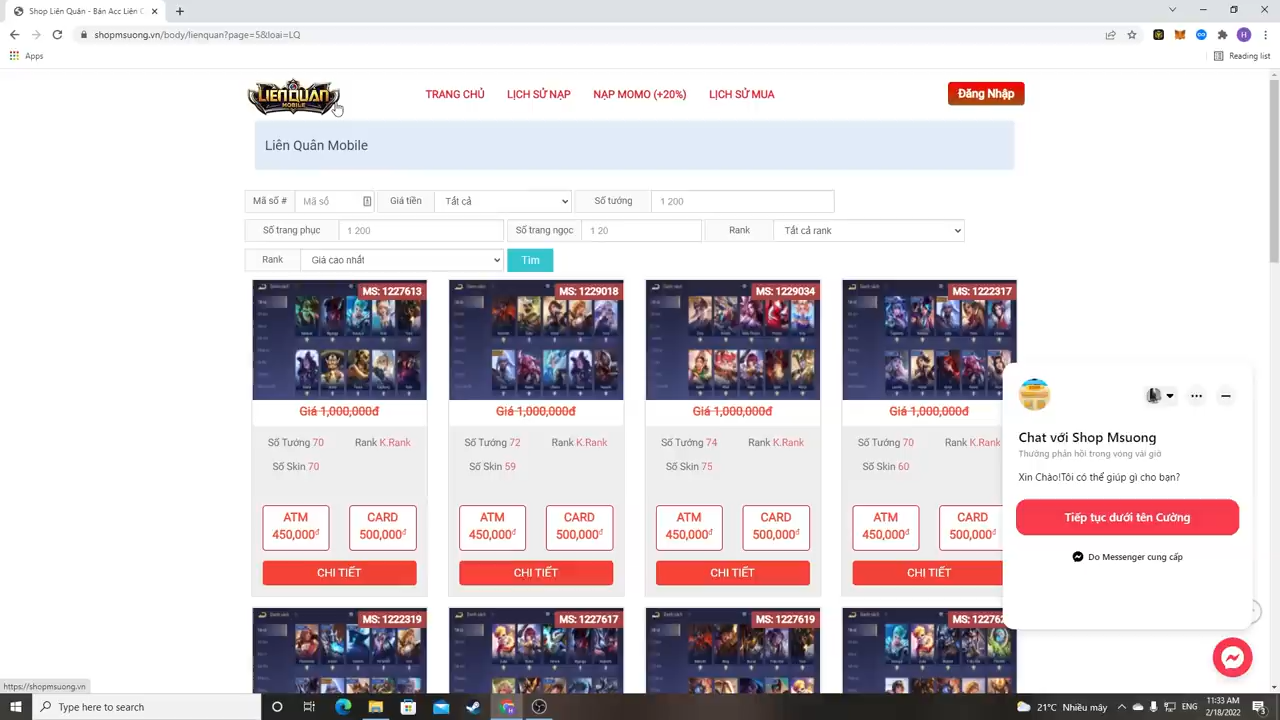 Shop Liên Quân - Bán Acc Liên C
shopmsuong.vn/body/lienquan?page=5&loai=LQ
Apps
Reading list
H
LIÊN QUÂN
MOBILE
TRANG CHỦ
LỊCH SỬ NẠP
NẠP MOMO (+20%)
LỊCH SỬ MUA
Đăng Nhập
Liên Quân Mobile
Mã số # Mã số Giá tiền Tất cả Số tướng 1 200
Số trang phục 1 200 Số trang ngọc 1 20 Rank Tất cả rank
Rank Giá cao nhất Tìm
MS: 1227613 MS: 1229018 MS: 1229034 MS: 1222317
Giá 1,000,000đ Giá 1,000,000đ Giá 1,000,000đ Giá 1,000,000đ
Số Tướng 70 Rank K.Rank Số Tướng 72 Rank K.Rank Số Tướng 74 Rank K.Rank Số Tướng 70 Rank K.Rank
Số Skin 70 Số Skin 59 Số Skin 75 Số Skin 60
ATM CARD ATM CARD ATM CARD ATM CARD
450,000đ 500,000đ 450,000đ 500,000đ 450,000đ 500,000đ 450,000đ 500,000
CHI TIẾT CHI TIẾT CHI TIẾT CHI TIẾT
MS: 1222319 MS: 1227617 MS: 1227619
Chat với Shop Msuong
Thường phản hồi trong vòng vài giờ
Xin Chào!Tôi có thể giúp gì cho bạn?
Tiếp tục dưới tên Cường
Do Messenger cung cấp
https://shopmsuong.vn
Type here to search
21°C Nhiều mây
ENG
11:33 AM
2/18/2022